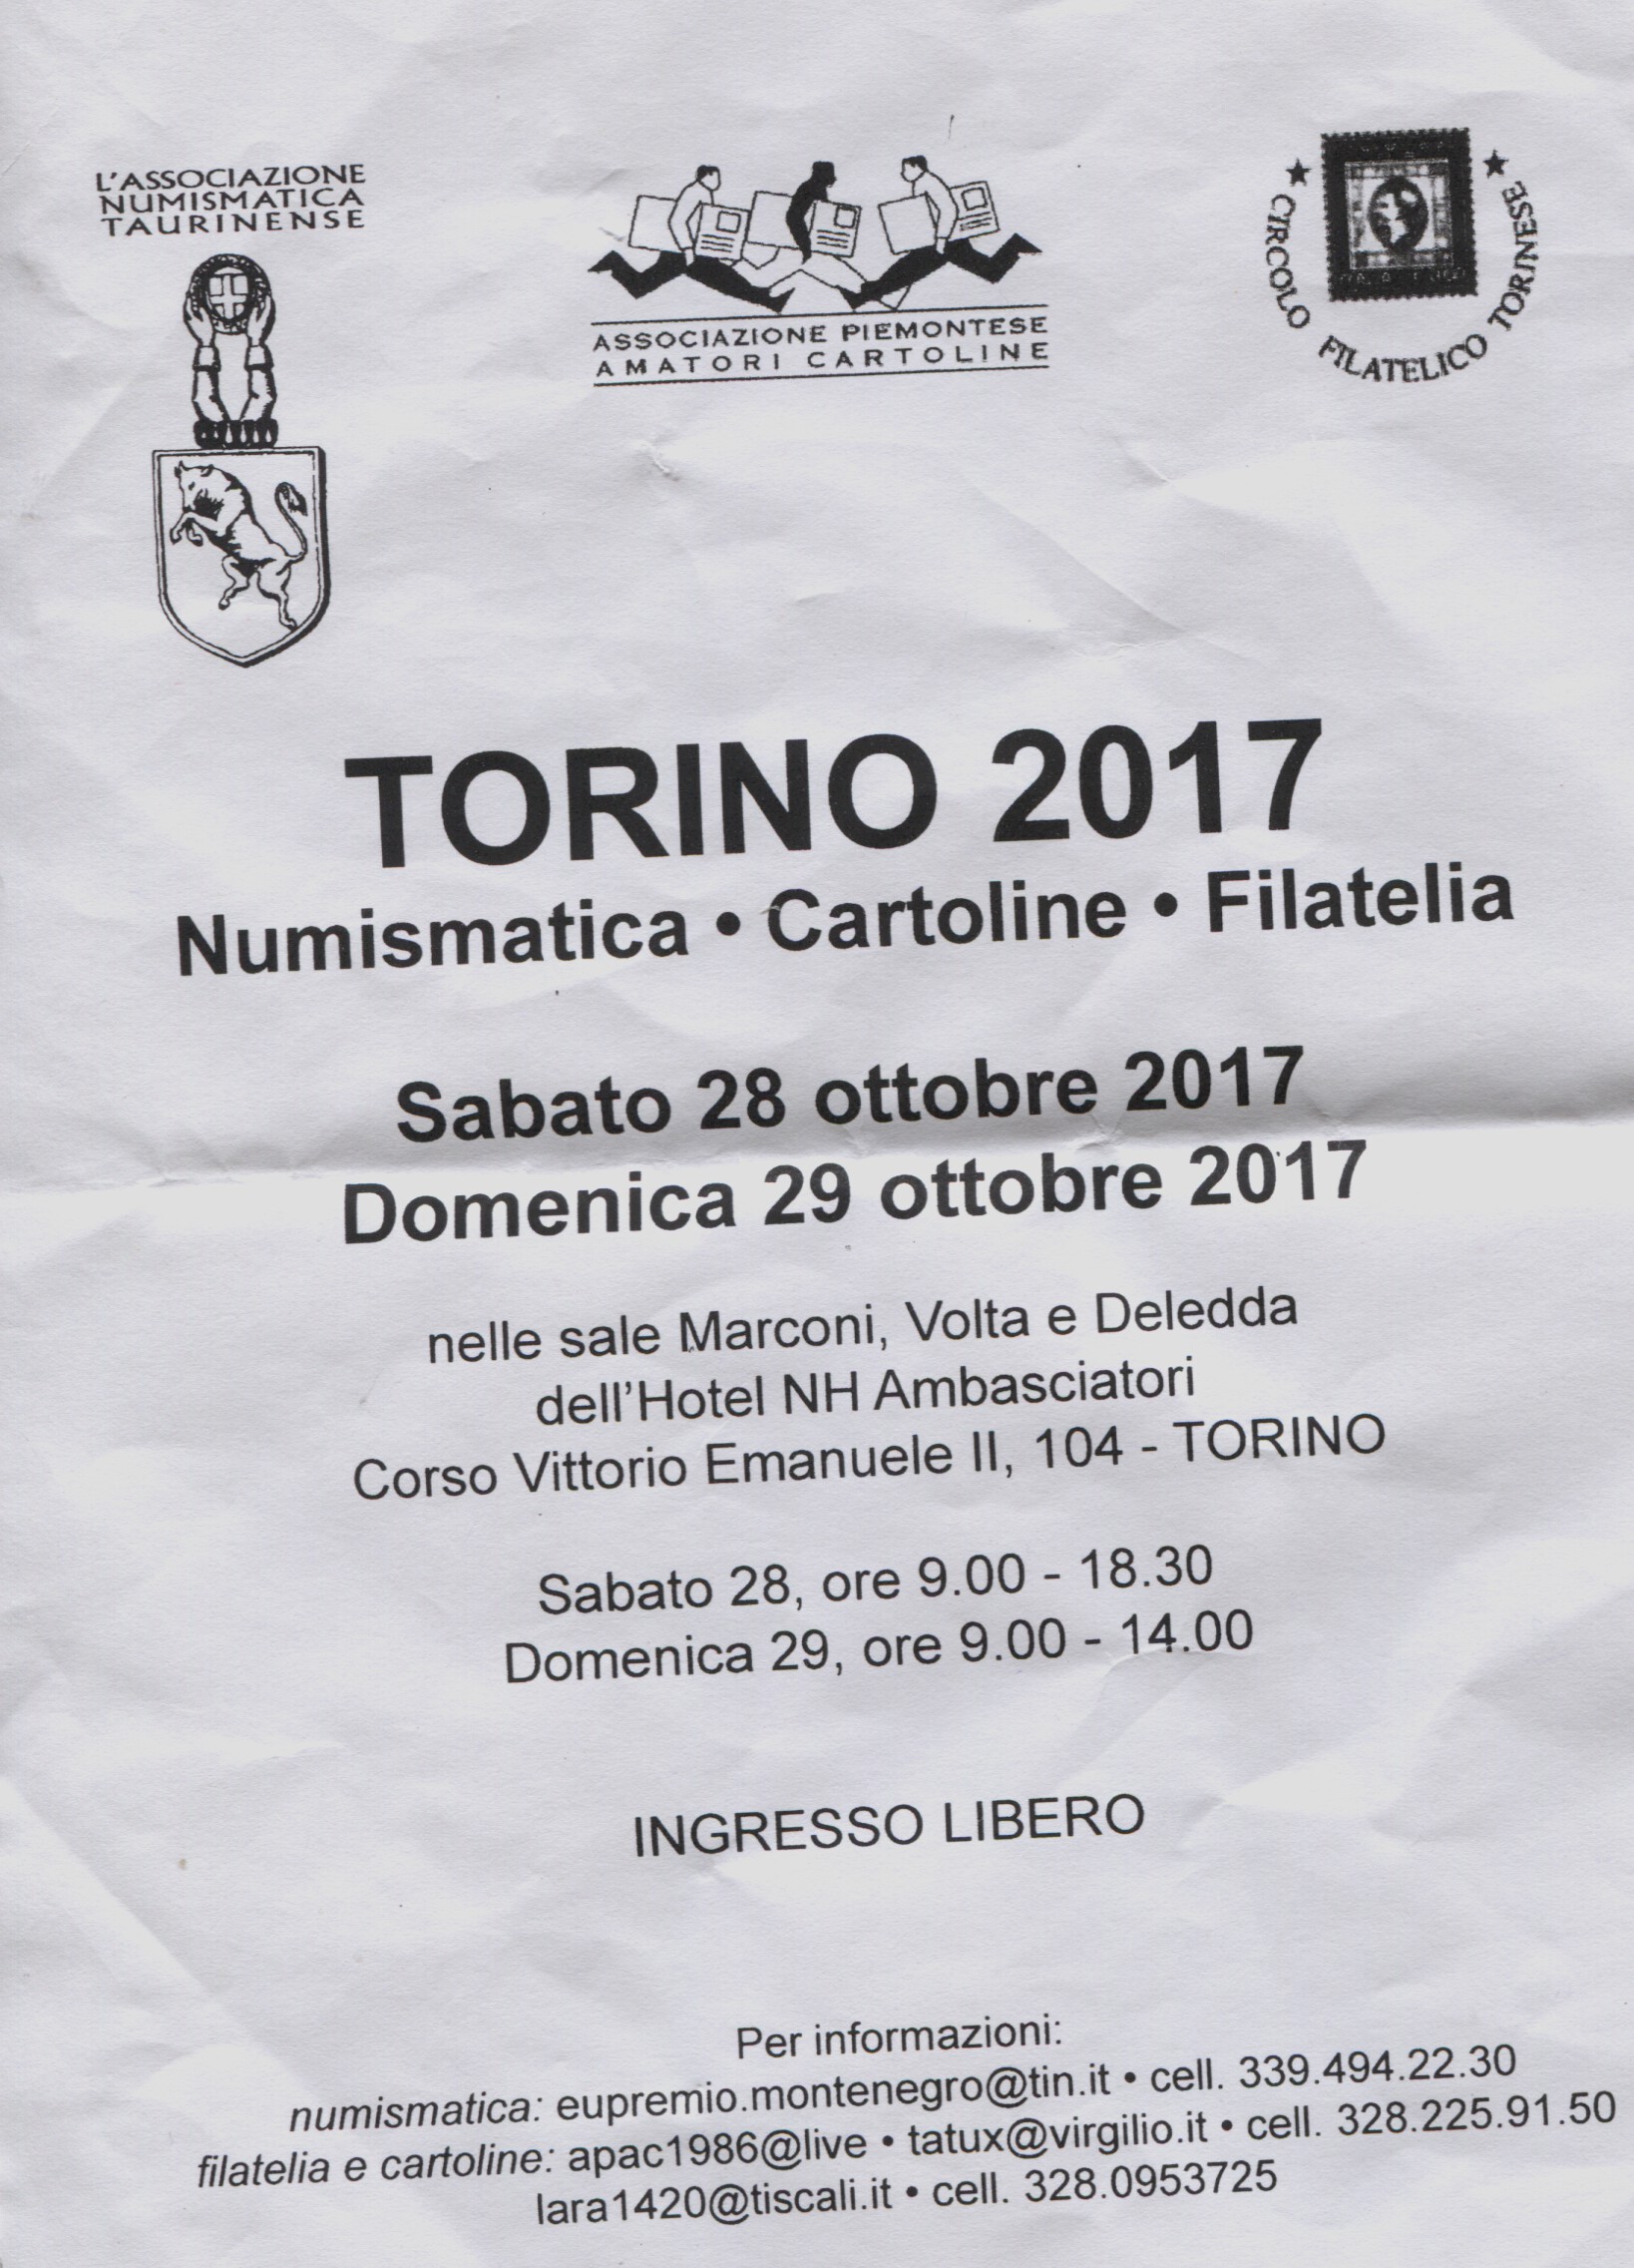 L'ASSOCIAZIONE
NUMISMATICA
TAURINENSE
ASSOCIAZIONE PIEMONTESE
AMATORI CARTOLINE
★ CIRCOLO FILATELICO TORINESE ★
TORINO 2017
Numismatica • Cartoline • Filatelia
Sabato 28 ottobre 2017
Domenica 29 ottobre 2017
nelle sale Marconi, Volta e Deledda
dell'Hotel NH Ambasciatori
Corso Vittorio Emanuele II, 104 - TORINO
Sabato 28, ore 9.00 - 18.30
Domenica 29, ore 9.00 - 14.00
INGRESSO LIBERO
Per informazioni:
numismatica: eupremio.montenegro@tin.it • cell. 339.494.22.30
filatelia e cartoline: apac1986@live • tatux@virgilio.it • cell. 328.225.91.50
lara1420@tiscali.it • cell. 328.0953725